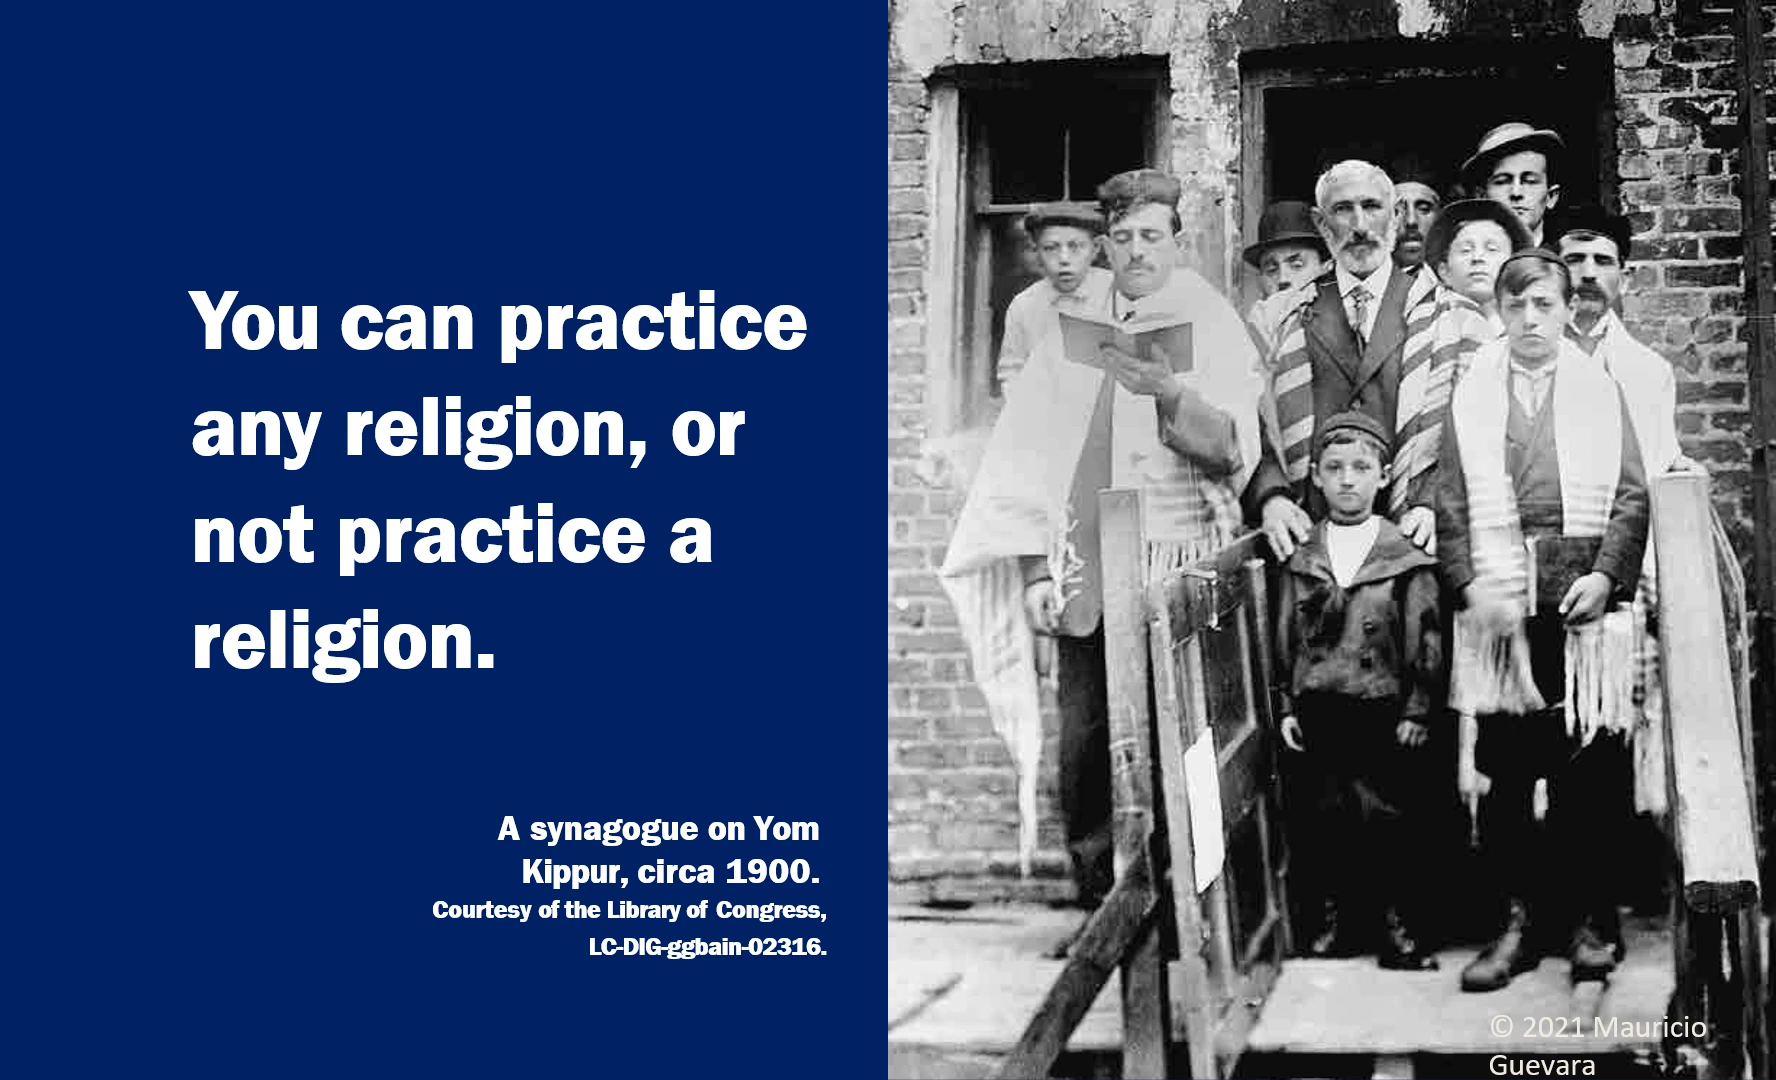 You can practice
any religion, or
not practice a
religion.
A synagogue on Yom
Kippur, circa 1900.
Courtesy of the Library of Congress,
LC-DIG-ggbain-02316.
© 2021 Mauricio
Guevara